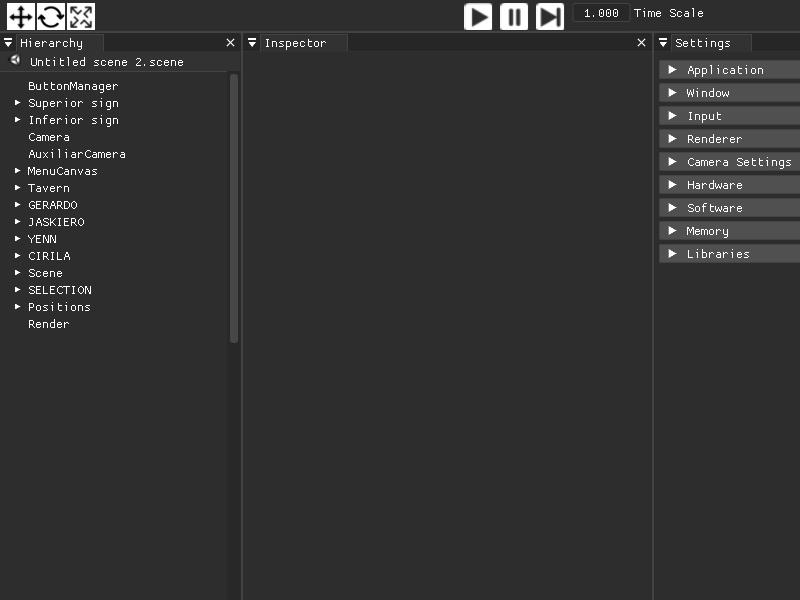 1.000 Time Scale
Hierarchy
Inspector
Settings
Untitled scene 2.scene
ButtonManager
Superior sign
Inferior sign
Camera
AuxiliarCamera
MenuCanvas
Tavern
GERARDO
JASKIERO
YENN
CIRILA
Scene
SELECTION
Positions
Render
Application
Window
Input
Renderer
Camera Settings
Hardware
Software
Memory
Libraries